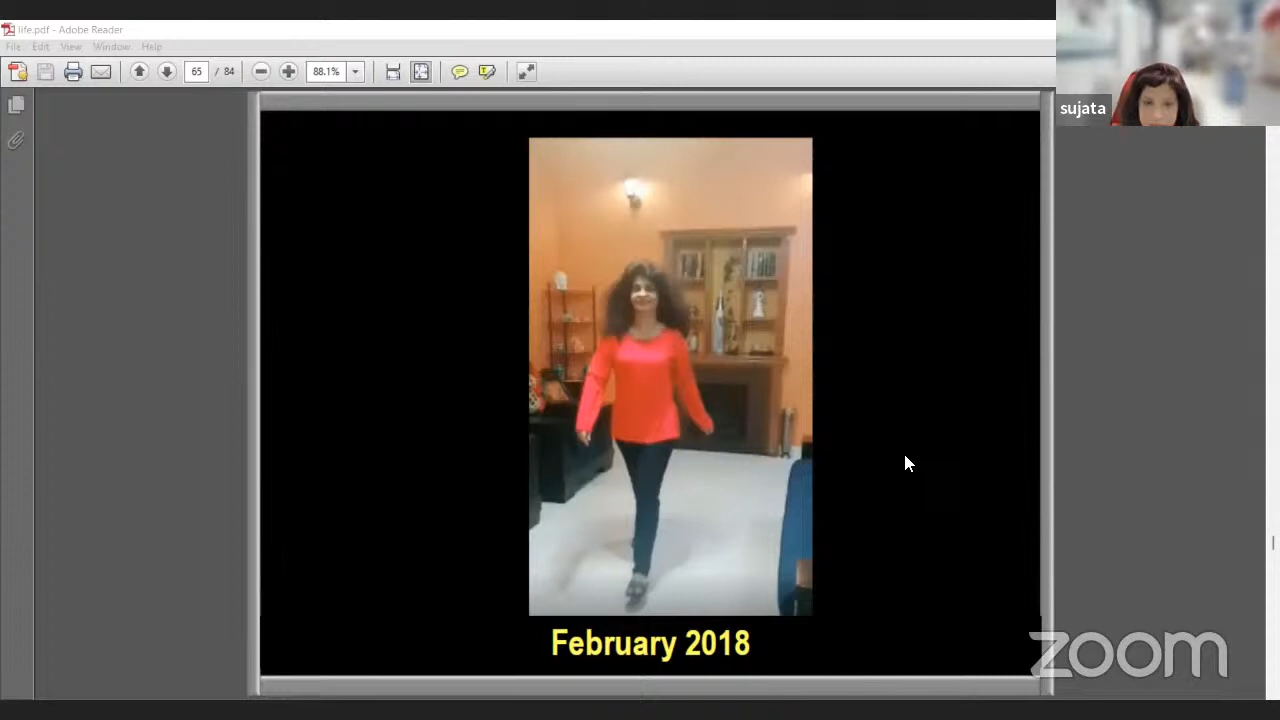 life.pdf - Adobe Reader
File Edit View Window Help
65 / 84 88.1%
sujata
February 2018
zoom